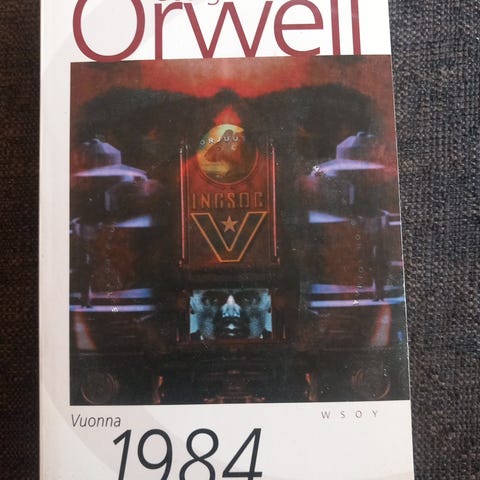 Orwell
INGSOC
V
Vuonna
WSOY
1984